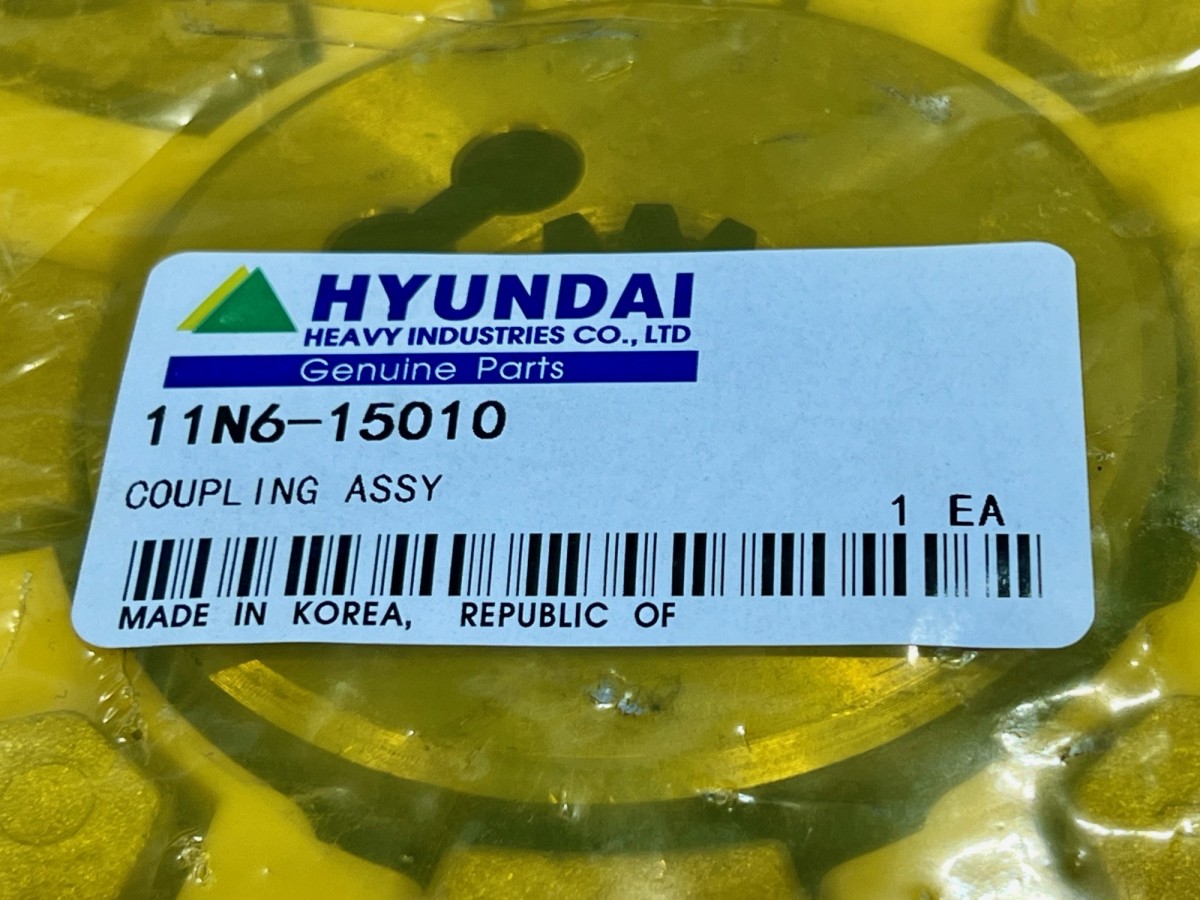 HYUNDAI
HEAVY INDUSTRIES CO., LTD
Genuine Parts
11N6-15010
COUPLING ASSY
1 EA
MADE IN KOREA, REPUBLIC OF